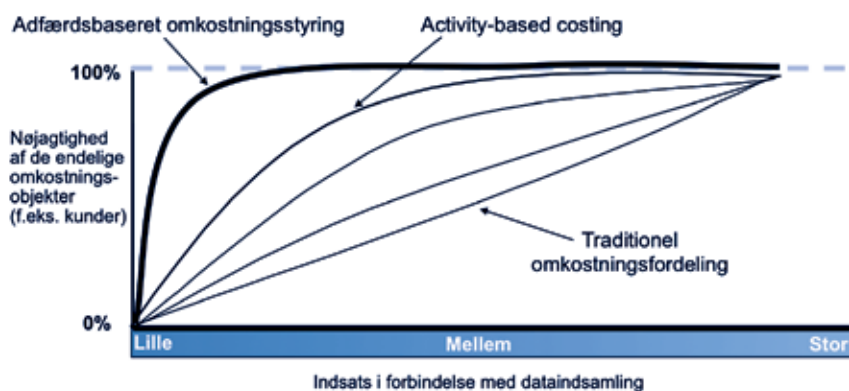 Adfærdsbaseret omkostningsstyring
Activity-based costing
100%
Nøjagtighed
af de endelige
omkostnings-
objekter
(f.eks. kunder)
Traditionel
omkostningsfordeling
0%
Lille
Mellem
Stor
Indsats i forbindelse med dataindsamling